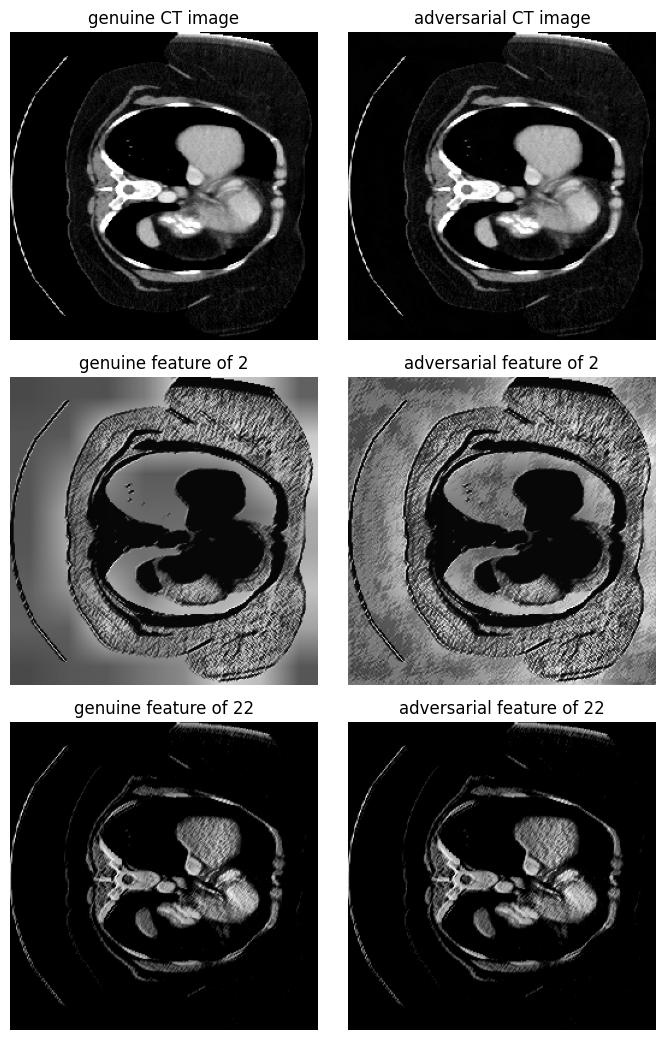 genuine CT image
adversarial CT image
genuine feature of 2
adversarial feature of 2
genuine feature of 22
adversarial feature of 22